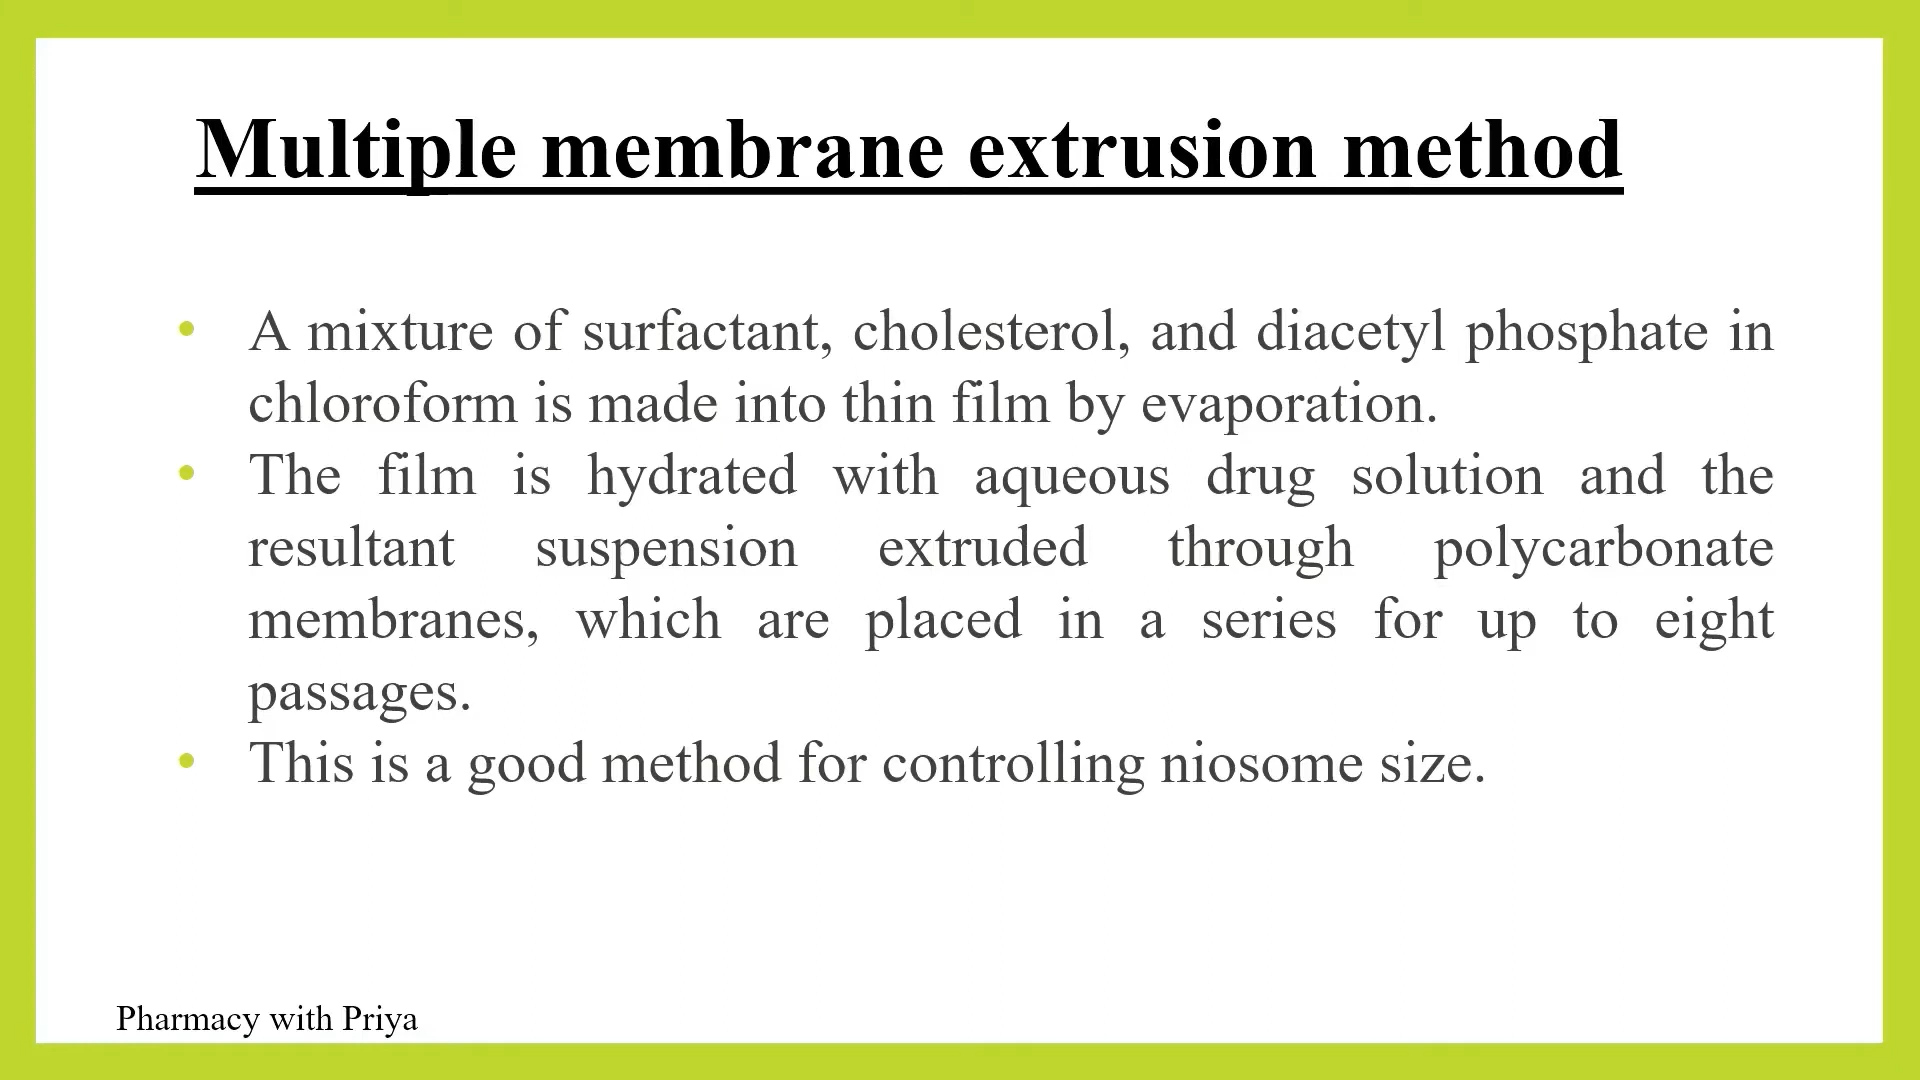 Multiple membrane extrusion method
• A mixture of surfactant, cholesterol, and diacetyl phosphate in
chloroform is made into thin film by evaporation.
• The film is hydrated with aqueous drug solution and the
resultant suspension extruded through polycarbonate
membranes, which are placed in a series for up to eight
passages.
• This is a good method for controlling niosome size.
Pharmacy with Priya